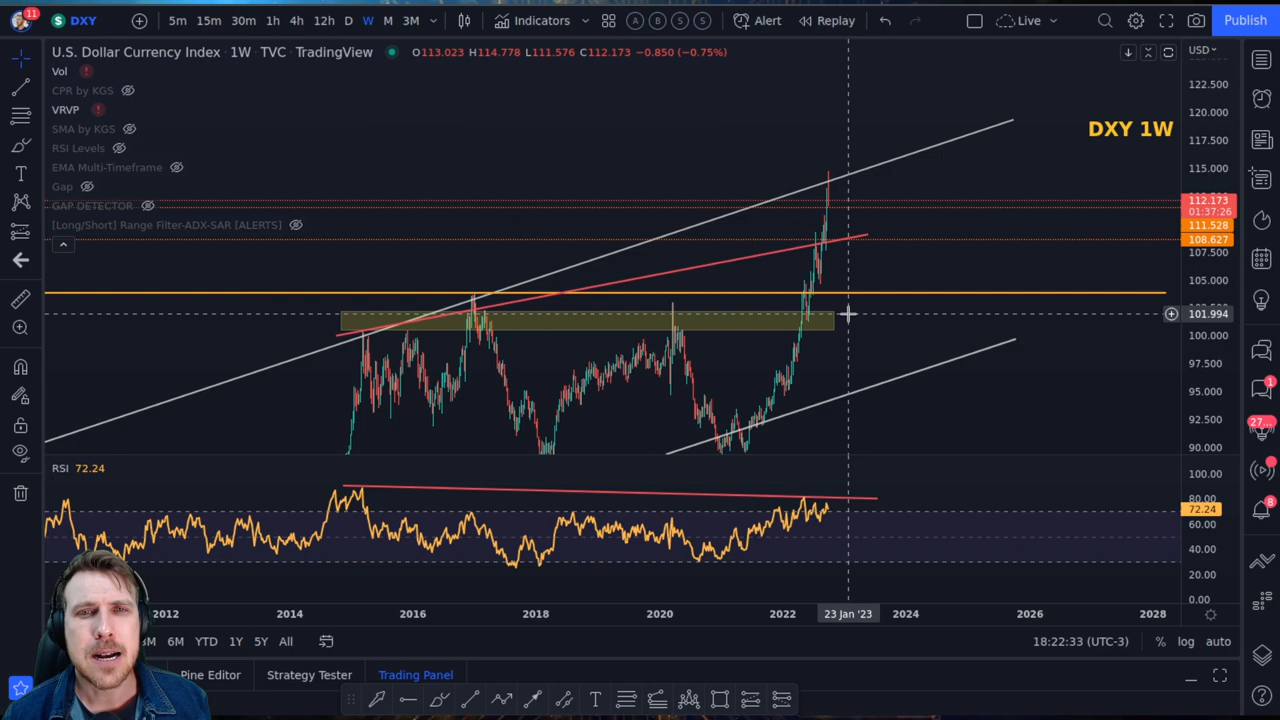 11 DXY 5m 15m 30m 1h 4h 12h D W M 3M Indicators A B S S Alert Replay Live Publish
U.S. Dollar Currency Index · 1W · TVC · TradingView O113.023 H114.778 L111.576 C112.173 −0.850 (−0.75%) USD
Vol
CPR by KGS
VRVP
SMA by KGS
RSI Levels
EMA Multi-Timeframe
Gap
GAP DETECTOR
[Long/Short] Range Filter-ADX-SAR [ALERTS]
DXY 1W
122.500
120.000
117.500
115.000
112.173
01:37:26
111.528
108.627
107.500
105.000
101.994
100.000
97.500
95.000
92.500
90.000
1
27...
8
RSI 72.24
100.00
80.00
72.24
60.00
40.00
20.00
0.00
2012 2014 2016 2018 2020 2022 23 Jan '23 2024 2026 2028
3M 6M YTD 1Y 5Y All 18:22:33 (UTC-3) % log auto
Pine Editor Strategy Tester Trading Panel